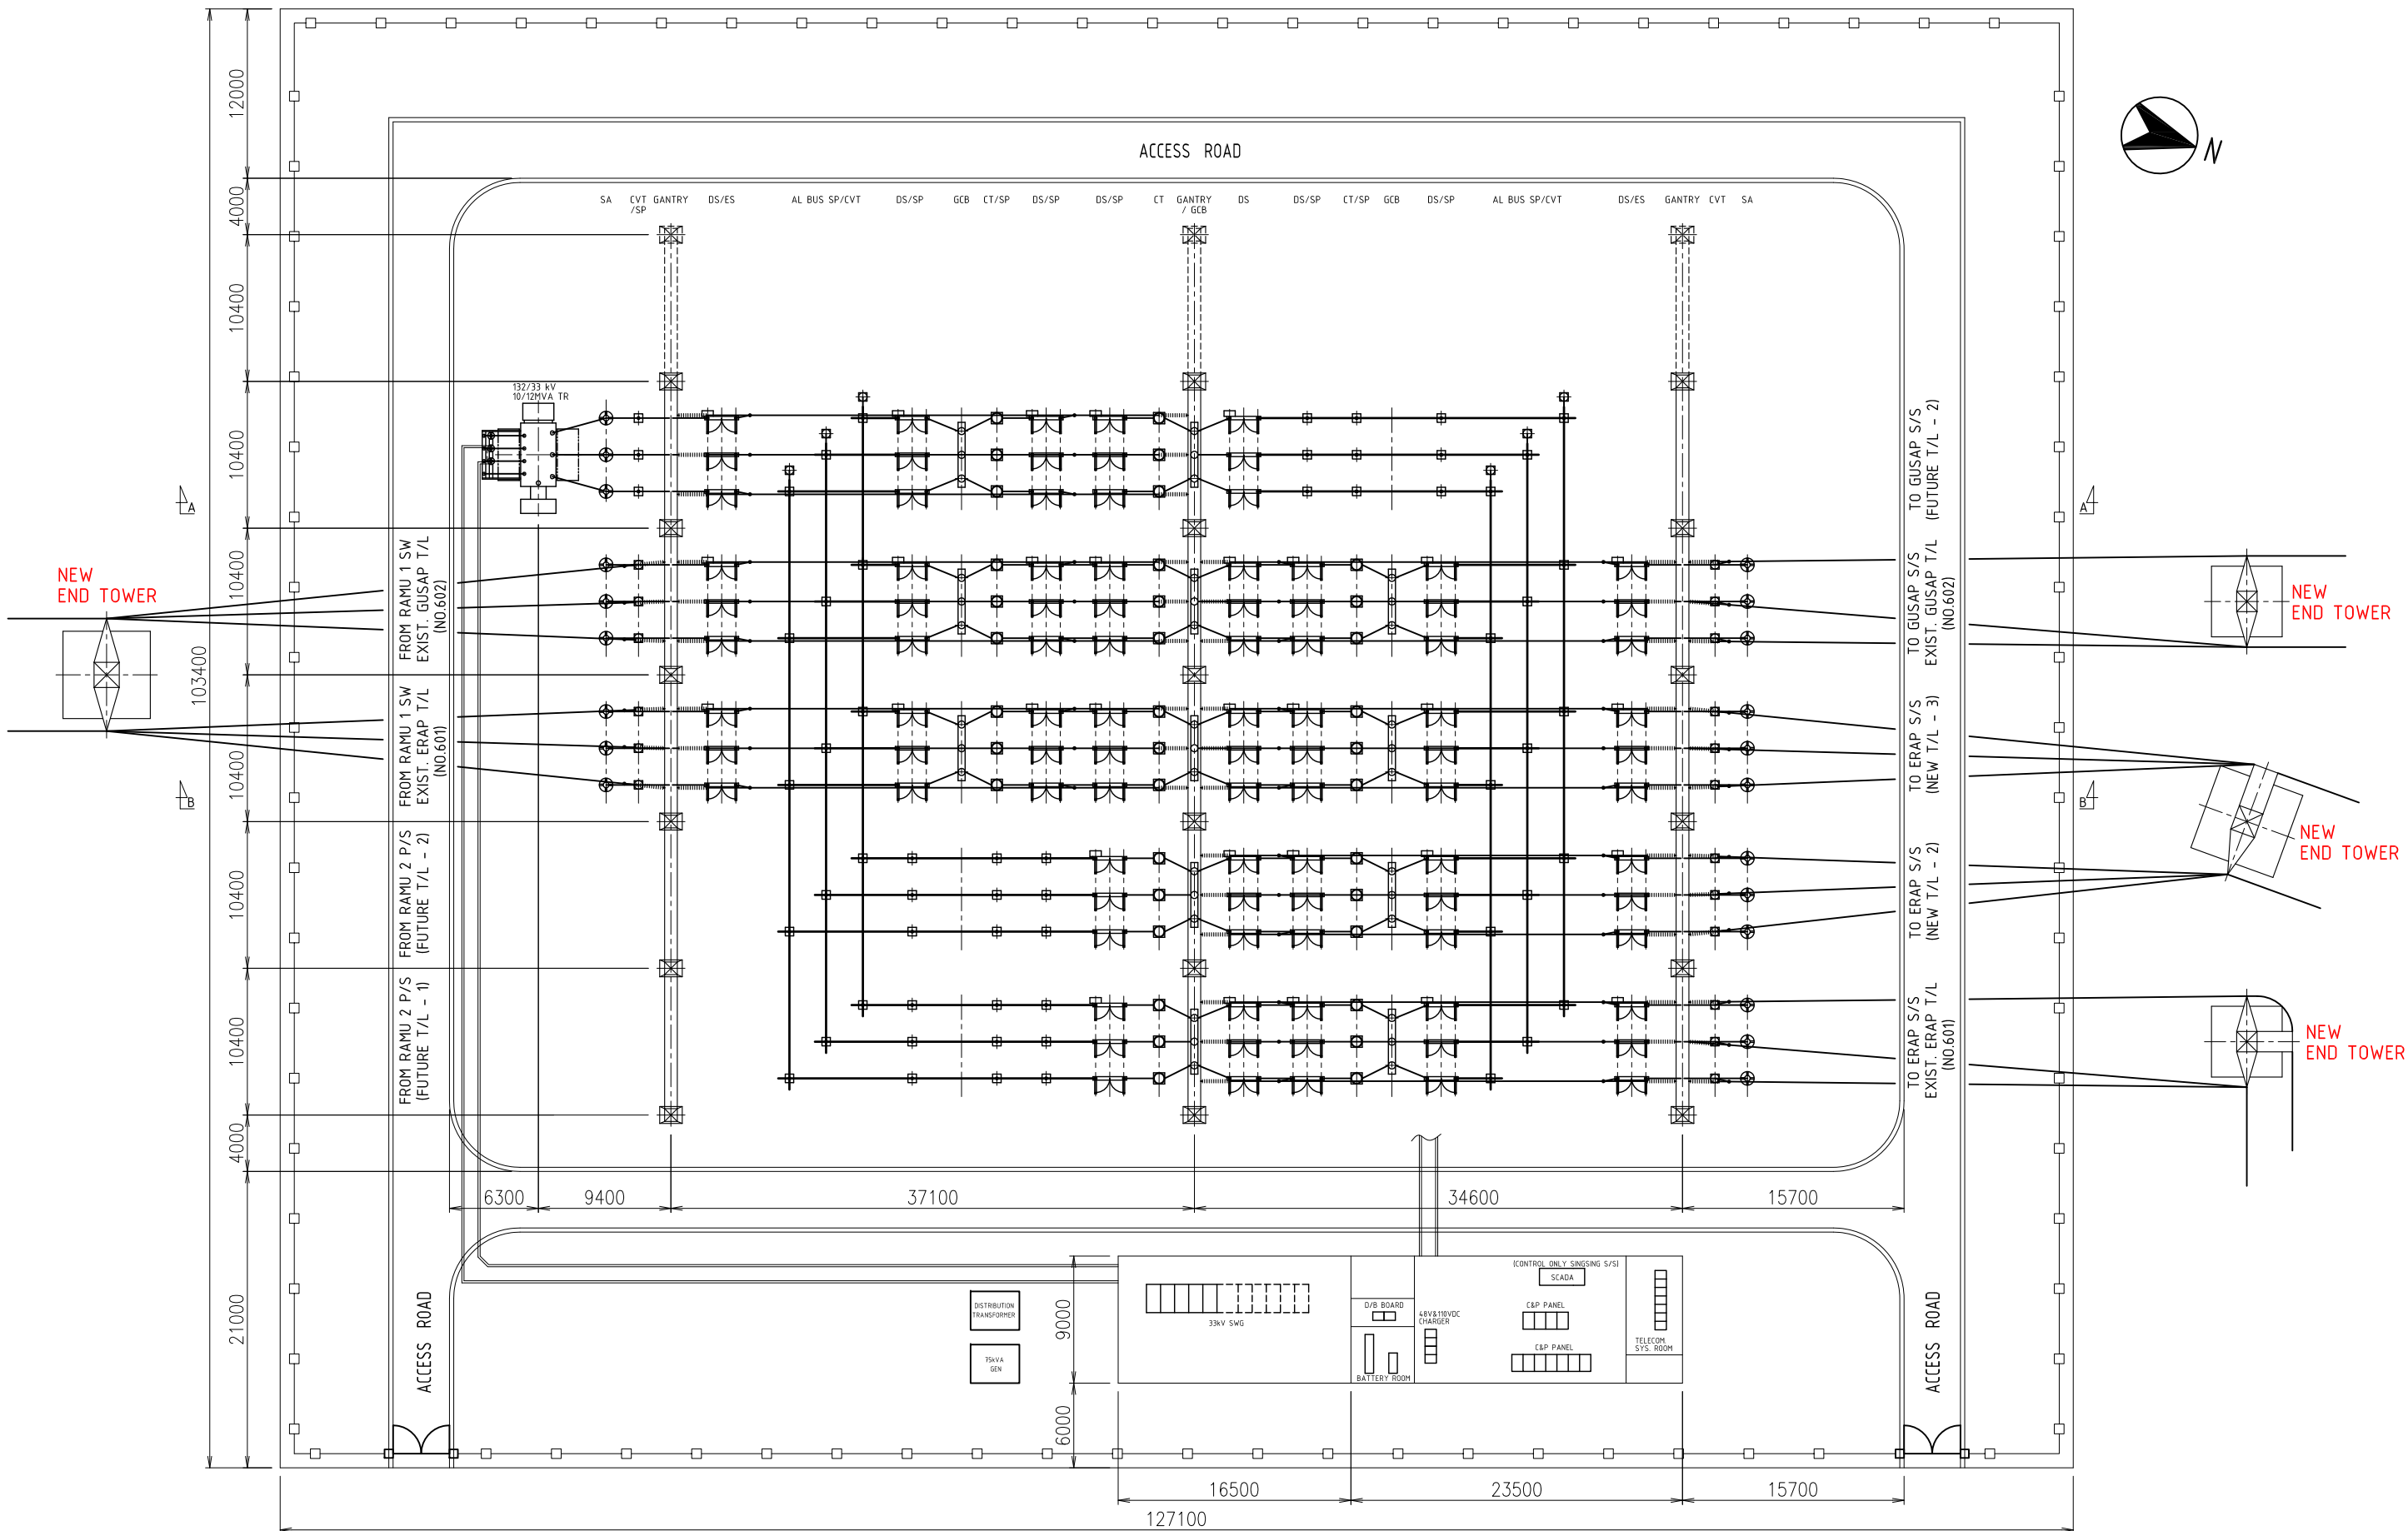 12000
4000
10400
10400
10400
10400
10400
10400
4000
21000
103400
ACCESS ROAD
N
SA
CVT
/SP
GANTRY
DS/ES
AL BUS SP/CVT
DS/SP
GCB
CT/SP
DS/SP
DS/SP
CT
GANTRY
/ GCB
DS
DS/SP
CT/SP
GCB
DS/SP
AL BUS SP/CVT
DS/ES
GANTRY
CVT
SA
132/33 kV
10/12MVA TR
A
A
B
B
NEW
END TOWER
FROM RAMU 1 SW
EXIST. GUSAP T/L
(NO.602)
FROM RAMU 1 SW
EXIST. ERAP T/L
(NO.601)
FROM RAMU 2 P/S
(FUTURE T/L - 2)
FROM RAMU 2 P/S
(FUTURE T/L - 1)
TO GUSAP S/S
(FUTURE T/L - 2)
TO GUSAP S/S
EXIST. GUSAP T/L
(NO.602)
TO ERAP S/S
(NEW T/L - 3)
TO ERAP S/S
(NEW T/L - 2)
TO ERAP S/S
EXIST. ERAP T/L
(NO.601)
NEW
END TOWER
NEW
END TOWER
NEW
END TOWER
6300
9400
37100
34600
15700
ACCESS ROAD
DISTRIBUTION
TRANSFORMER
75kVA
GEN
9000
6000
33kV SWG
D/B BOARD
BATTERY ROOM
48V&110VDC
CHARGER
(CONTROL ONLY SINGSING S/S)
SCADA
C&P PANEL
C&P PANEL
TELECOM.
SYS. ROOM
ACCESS ROAD
16500
23500
15700
127100